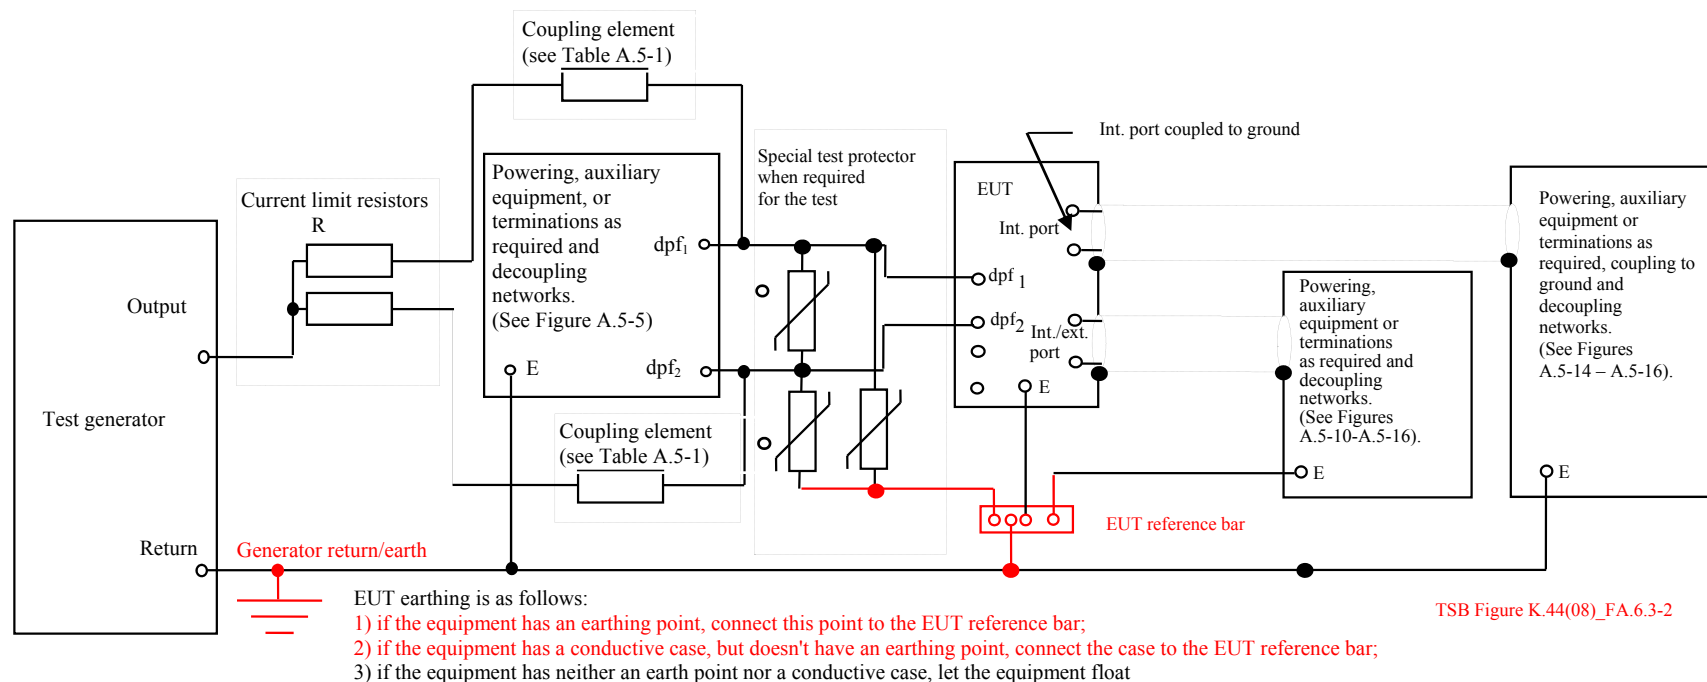 Coupling element
(see Table A.5-1)
Current limit resistors
R
Powering, auxiliary
equipment, or
terminations as
required and
decoupling
networks.
(See Figure A.5-5)
dpf1
dpf2
E
Coupling element
(see Table A.5-1)
Special test protector
when required
for the test
Output
Test generator
Return
Generator return/earth
Int. port coupled to ground
EUT
Int. port
dpf 1
dpf2
Int./ext.
port
E
Powering,
auxiliary
equipment or
terminations
as required and
decoupling
networks.
(See Figures
A.5-10-A.5-16).
E
Powering, auxiliary
equipment or
terminations as
required, coupling to
ground and
decoupling
networks.
(See Figures
A.5-14 – A.5-16).
E
EUT reference bar
EUT earthing is as follows:
1) if the equipment has an earthing point, connect this point to the EUT reference bar;
2) if the equipment has a conductive case, but doesn't have an earthing point, connect the case to the EUT reference bar;
3) if the equipment has neither an earth point nor a conductive case, let the equipment float
TSB Figure K.44(08)_FA.6.3-2